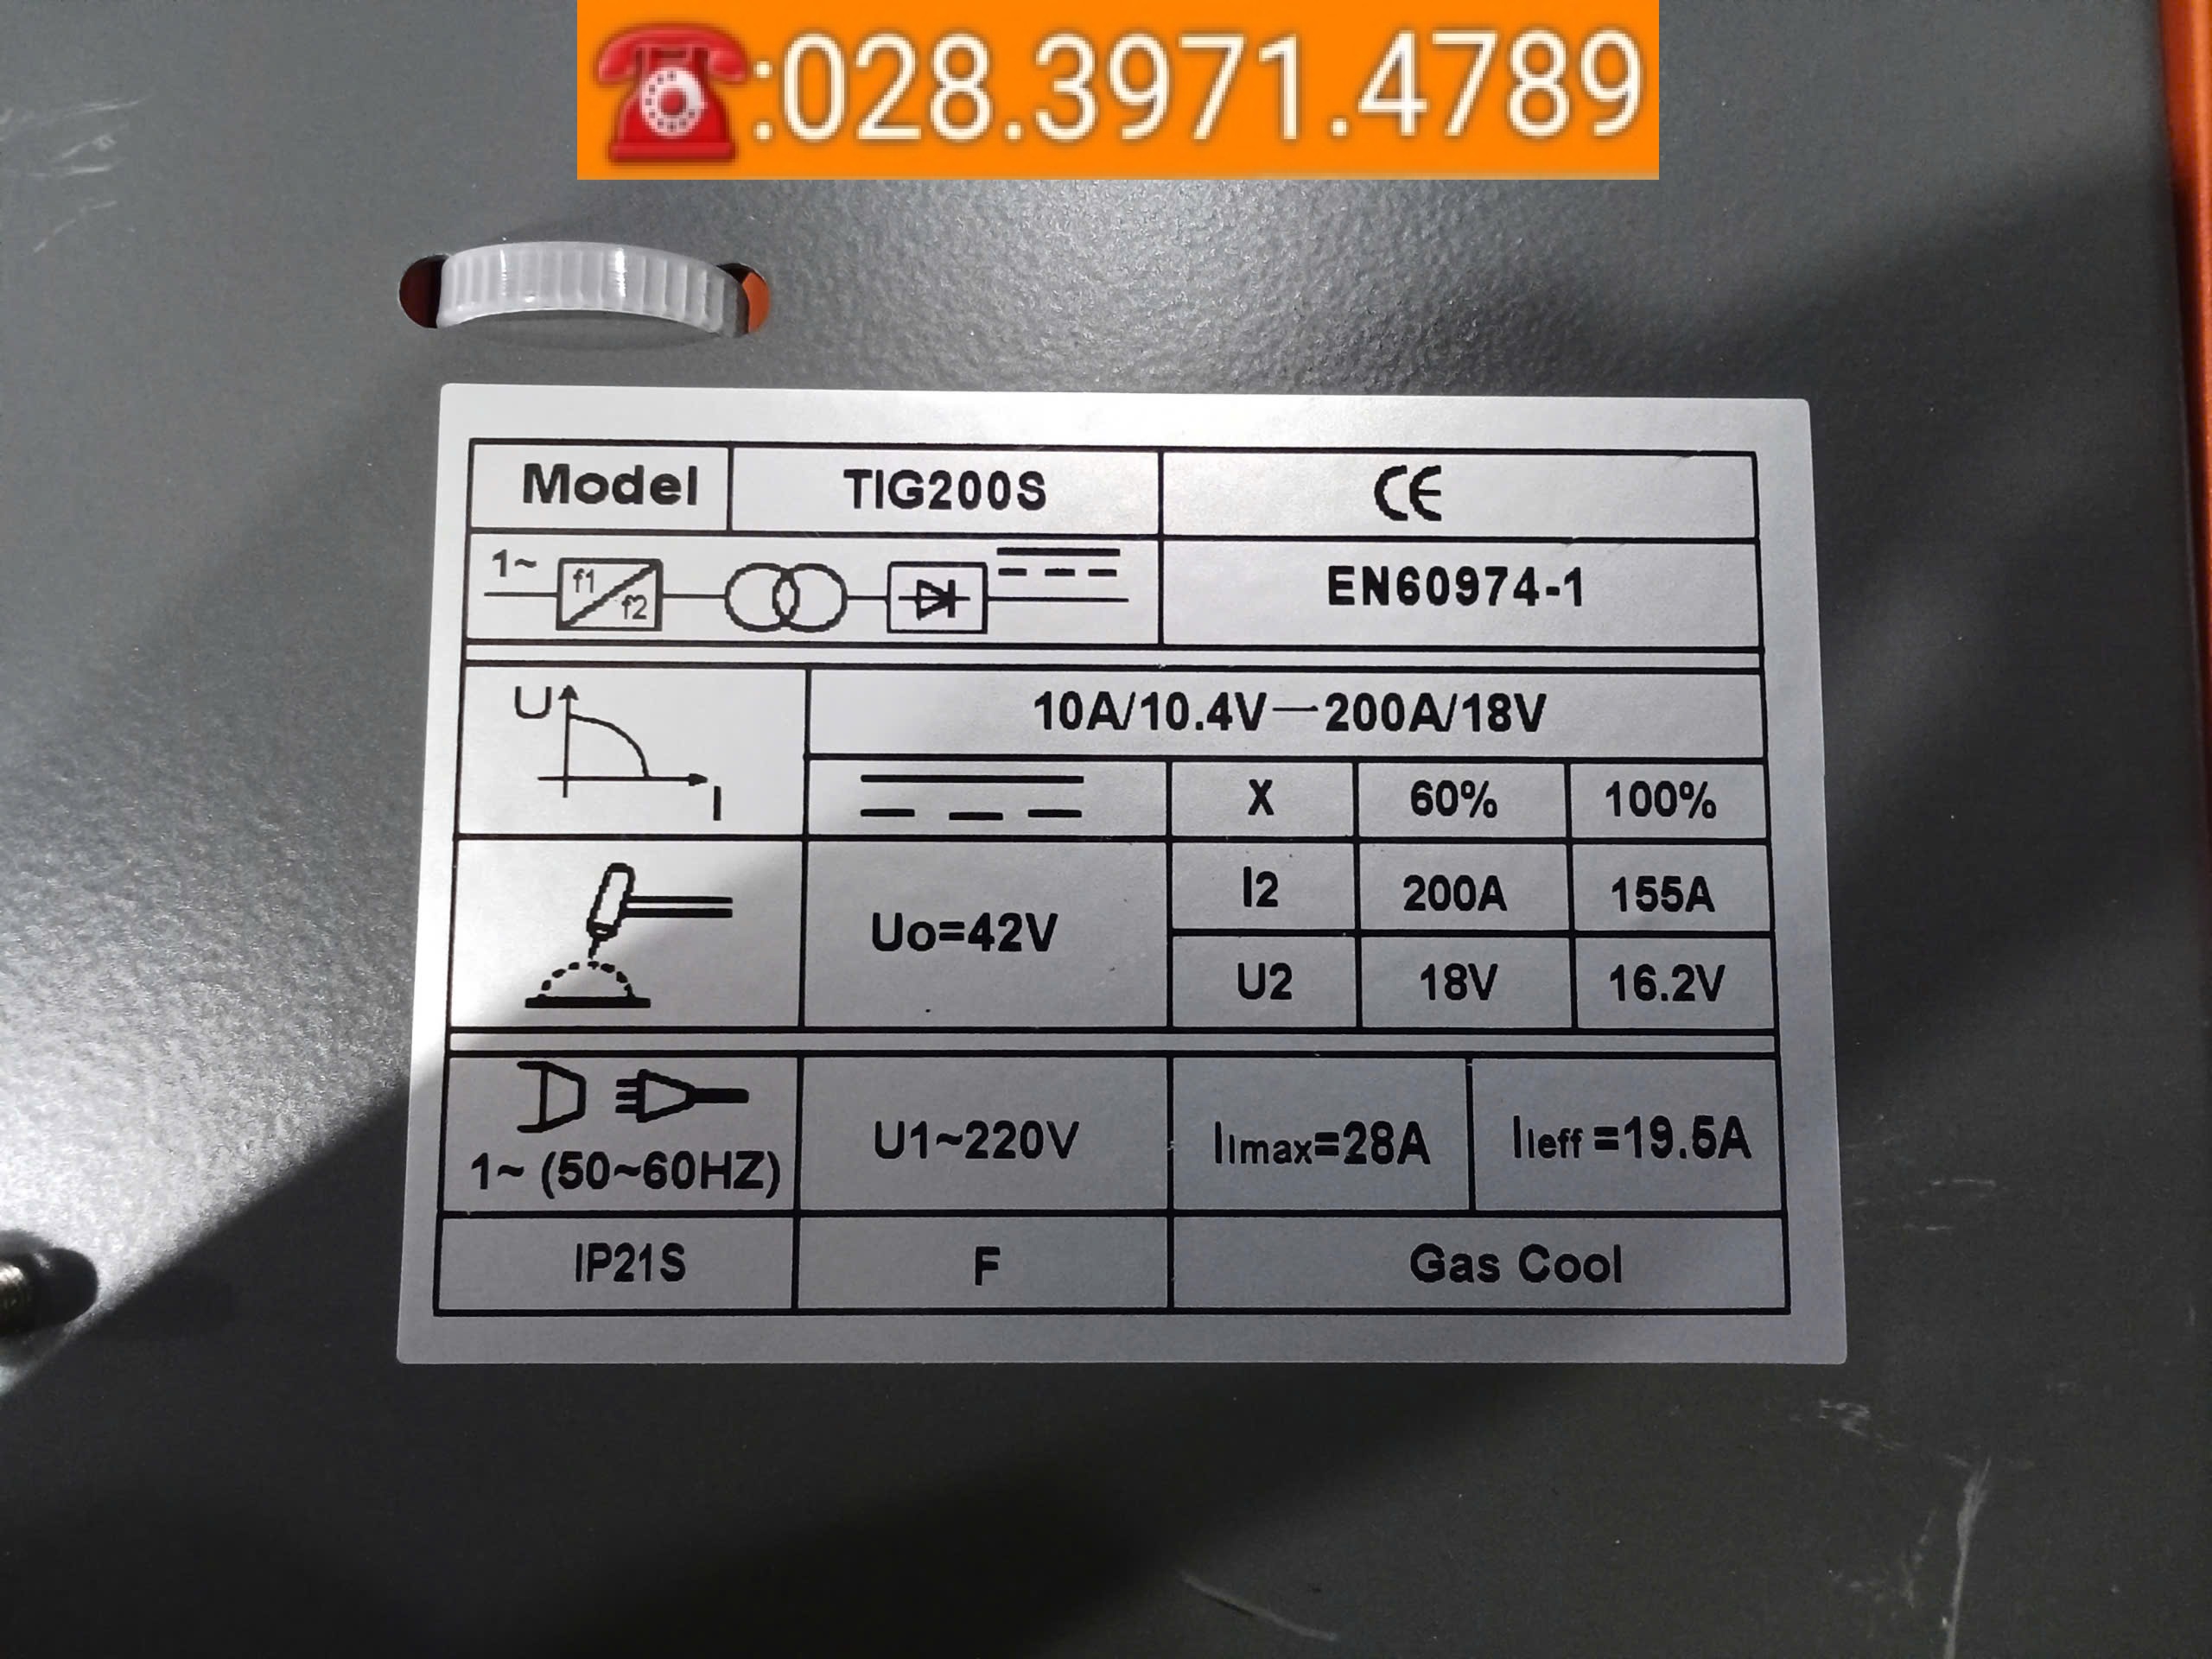 ☎:028.3971.4789
Model TIG200S CE
1~ f1 f2 EN60974-1
U 10A/10.4V—200A/18V
I X 60% 100%
Uo=42V I2 200A 155A
U2 18V 16.2V
1~ (50~60HZ) U1~220V I1max=28A I1eff=19.5A
IP21S F Gas Cool